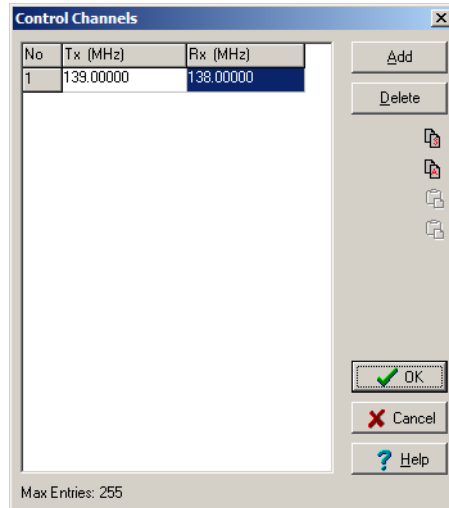 Control Channels
No Tx (MHz) Rx (MHz)
1 139.00000 138.00000
Add
Delete
OK
Cancel
Help
Max Entries: 255